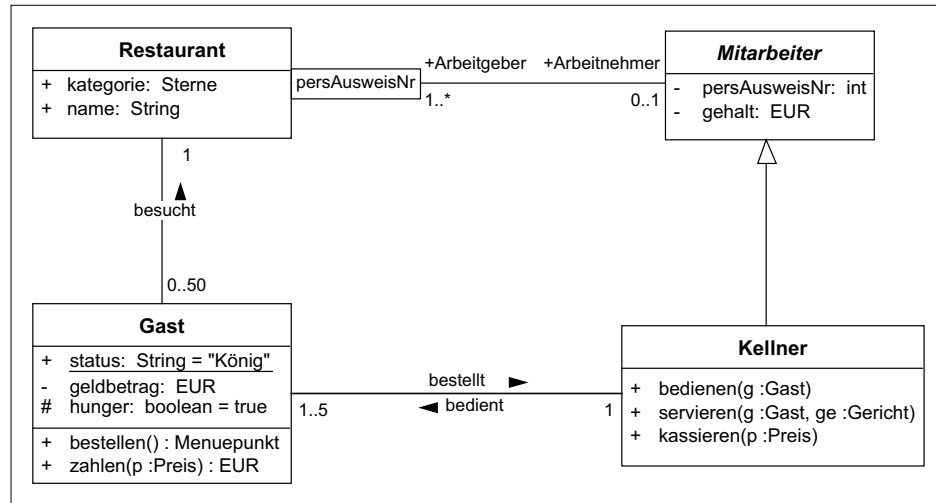 Restaurant
+ kategorie: Sterne
+ name: String
persAusweisNr
+Arbeitgeber
1..*
+Arbeitnehmer
0..1
Mitarbeiter
- persAusweisNr: int
- gehalt: EUR
1
besucht
0..50
Gast
+ status: String = "König"
- geldbetrag: EUR
# hunger: boolean = true
+ bestellen() : Menuepunkt
+ zahlen(p :Preis) : EUR
bestellt
bedient
1..5
1
Kellner
+ bedienen(g :Gast)
+ servieren(g :Gast, ge :Gericht)
+ kassieren(p :Preis)